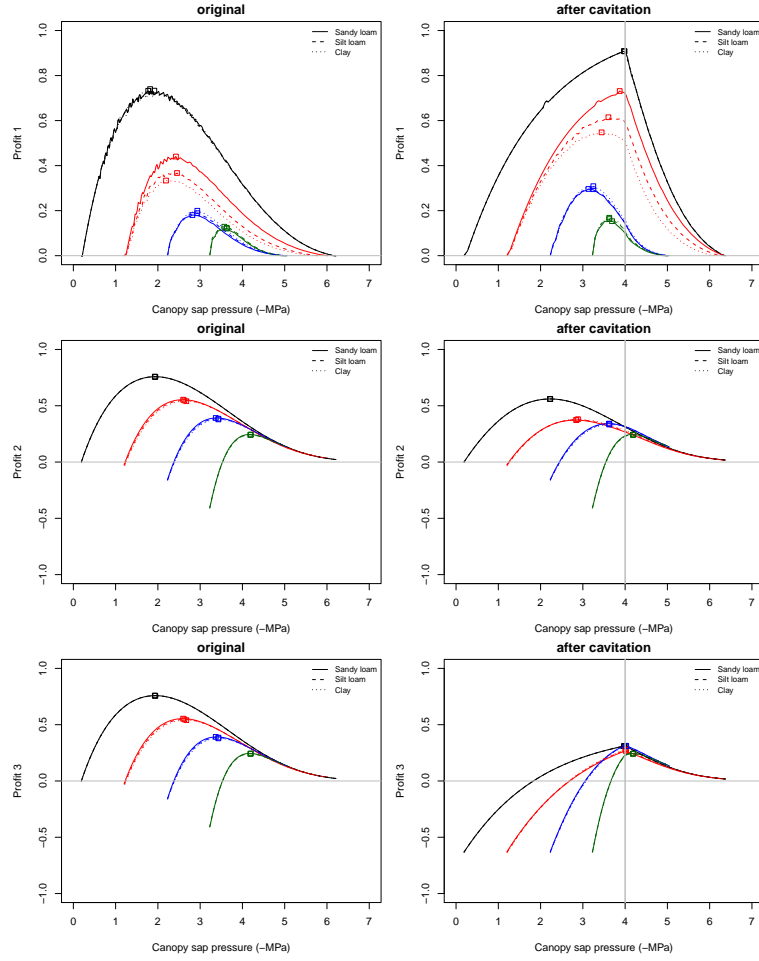 original
Profit 1
0.0 0.2 0.4 0.6 0.8 1.0
Sandy loam
Silt loam
Clay
0 1 2 3 4 5 6 7
Canopy sap pressure (−MPa)
after cavitation
Profit 1
0.0 0.2 0.4 0.6 0.8 1.0
Sandy loam
Silt loam
Clay
0 1 2 3 4 5 6 7
Canopy sap pressure (−MPa)
original
Profit 2
−1.0 −0.5 0.0 0.5 1.0
Sandy loam
Silt loam
Clay
0 1 2 3 4 5 6 7
Canopy sap pressure (−MPa)
after cavitation
Profit 2
−1.0 −0.5 0.0 0.5 1.0
Sandy loam
Silt loam
Clay
0 1 2 3 4 5 6 7
Canopy sap pressure (−MPa)
original
Profit 3
−1.0 −0.5 0.0 0.5 1.0
Sandy loam
Silt loam
Clay
0 1 2 3 4 5 6 7
Canopy sap pressure (−MPa)
after cavitation
Profit 3
−1.0 −0.5 0.0 0.5 1.0
Sandy loam
Silt loam
Clay
0 1 2 3 4 5 6 7
Canopy sap pressure (−MPa)